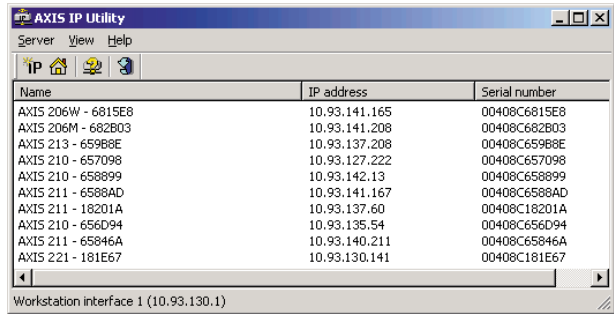 AXIS IP Utility
Server View Help
IP
Name IP address Serial number
AXIS 206W - 6815E8 10.93.141.165 00408C6815E8
AXIS 206M - 682B03 10.93.141.208 00408C682B03
AXIS 213 - 659B8E 10.93.137.208 00408C659B8E
AXIS 210 - 657098 10.93.127.222 00408C657098
AXIS 210 - 658899 10.93.142.13 00408C658899
AXIS 211 - 6588AD 10.93.141.167 00408C6588AD
AXIS 211 - 18201A 10.93.137.60 00408C18201A
AXIS 210 - 656D94 10.93.135.54 00408C656D94
AXIS 211 - 65846A 10.93.140.211 00408C65846A
AXIS 221 - 181E67 10.93.130.141 00408C181E67
Workstation interface 1 (10.93.130.1)